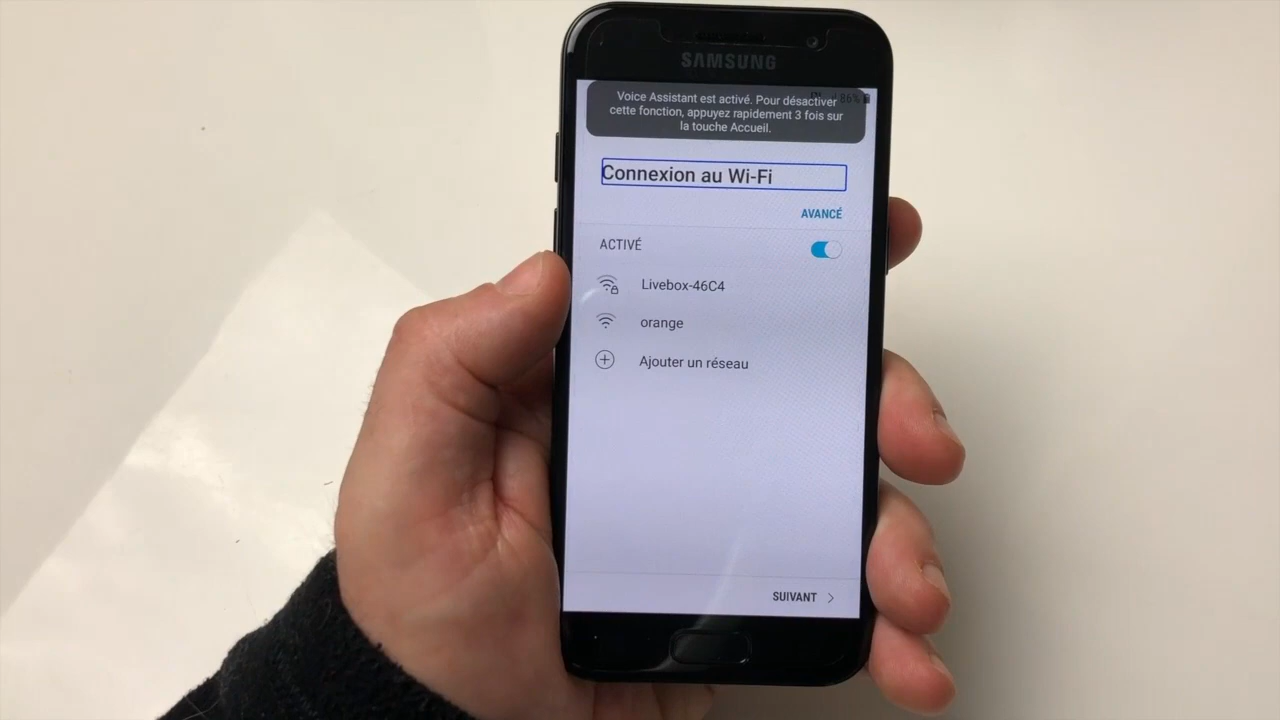 SAMSUNG
86%
Voice Assistant est activé. Pour désactiver
cette fonction, appuyez rapidement 3 fois sur
la touche Accueil.
Connexion au Wi-Fi
AVANCÉ
ACTIVÉ
Livebox-46C4
orange
Ajouter un réseau
SUIVANT